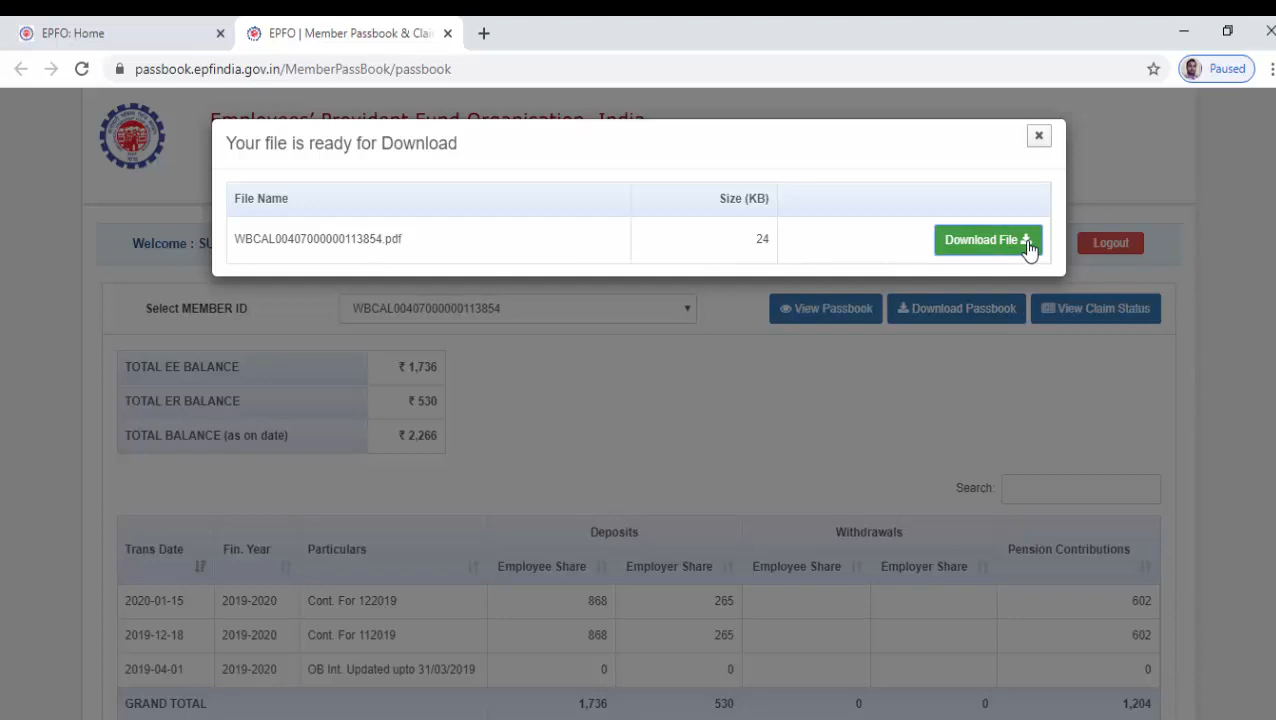 EPFO: Home
EPFO | Member Passbook & Clai
passbook.epfindia.gov.in/MemberPassBook/passbook
Paused
Employees' Provident Fund Organisation, India
Your file is ready for Download
File Name Size (KB)
WBCAL00407000000113854.pdf 24 Download File
Welcome : SU Logout
Select MEMBER ID WBCAL00407000000113854 View Passbook Download Passbook View Claim Status
TOTAL EE BALANCE ₹ 1,736
TOTAL ER BALANCE ₹ 530
TOTAL BALANCE (as on date) ₹ 2,266
Search:
Deposits Withdrawals
Trans Date Fin. Year Particulars Pension Contributions
Employee Share Employer Share Employee Share Employer Share
2020-01-15 2019-2020 Cont. For 122019 868 265 602
2019-12-18 2019-2020 Cont. For 112019 868 265 602
2019-04-01 2019-2020 OB Int. Updated upto 31/03/2019 0 0 0
GRAND TOTAL 1,736 530 0 0 1,204